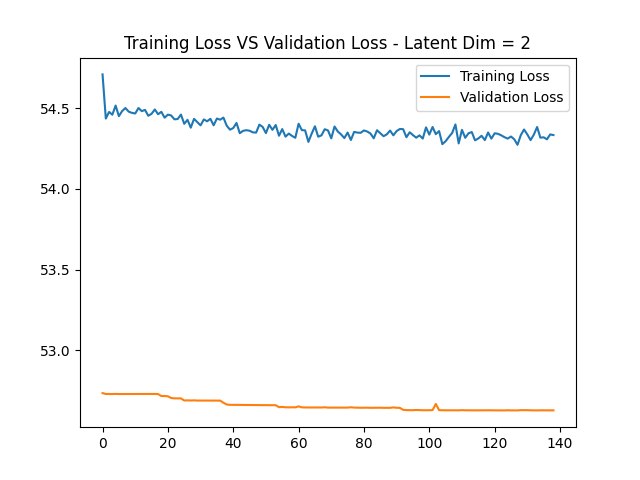 Training Loss VS Validation Loss - Latent Dim = 2
Training Loss
Validation Loss
54.5
54.0
53.5
53.0
0 20 40 60 80 100 120 140